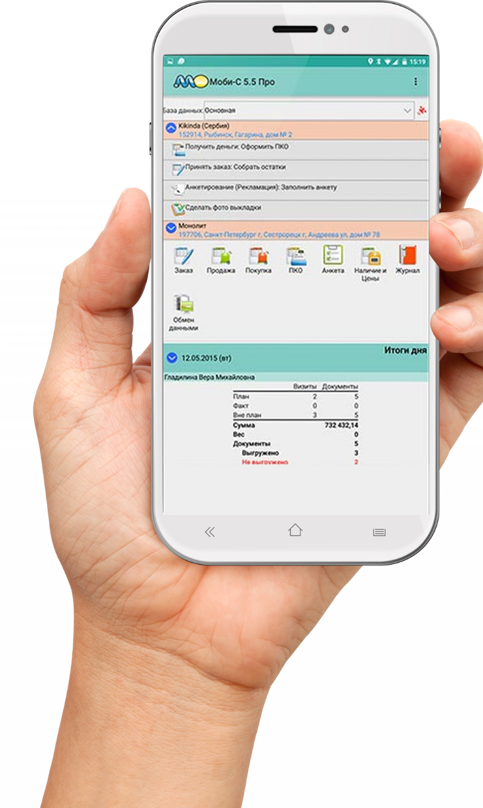 15:19
МО Моби-С 5.5 Про
База данных: Основная
Kikinda (Сербия)
152914, Рыбинск, Гагарина, дом № 2
Получить деньги: Оформить ПКО
Принять заказ: Собрать остатки
Анкетирование (Рекламация): Заполнить анкету
Сделать фото выкладки
Монолит
197706, Санкт-Петербург г, Сестрорецк г, Андреева ул, дом № 78
Заказ Продажа Покупка ПКО Анкета Наличие и Цены Журнал
Обмен
данными
Итоги дня
12.05.2015 (вт)
Гладилина Вера Михайловна
Визиты Документы
План 2 5
Факт 0 0
Вне план 3 5
Сумма 732 432,14
Вес 0
Документы 5
Выгружено 3
Не выгружено 2